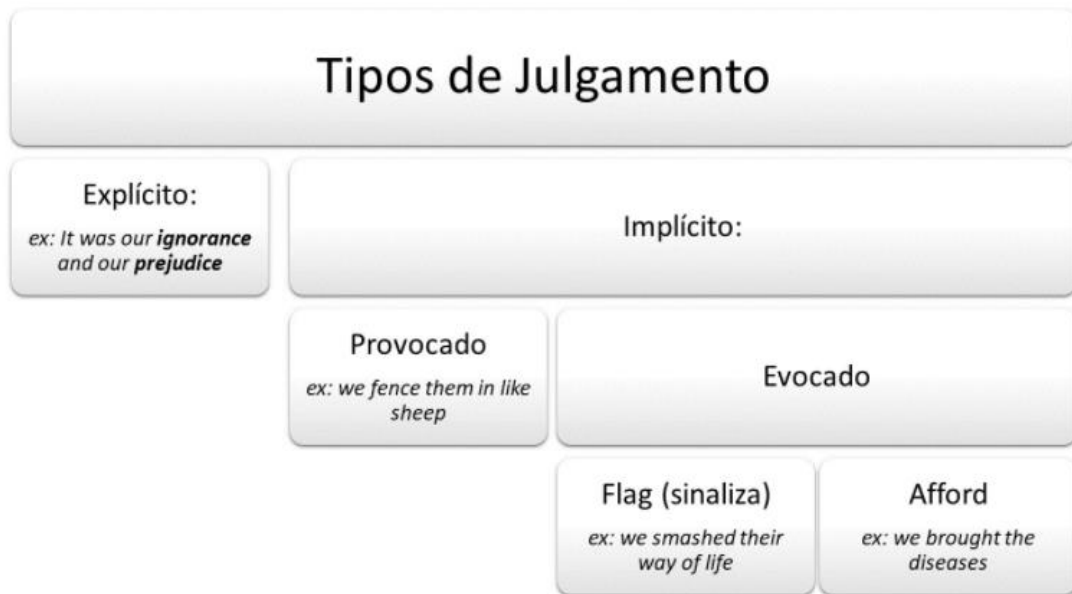 Tipos de Julgamento
Explícito:
ex: It was our ignorance
and our prejudice
Implícito:
Provocado
ex: we fence them in like
sheep
Evocado
Flag (sinaliza)
ex: we smashed their
way of life
Afford
ex: we brought the
diseases